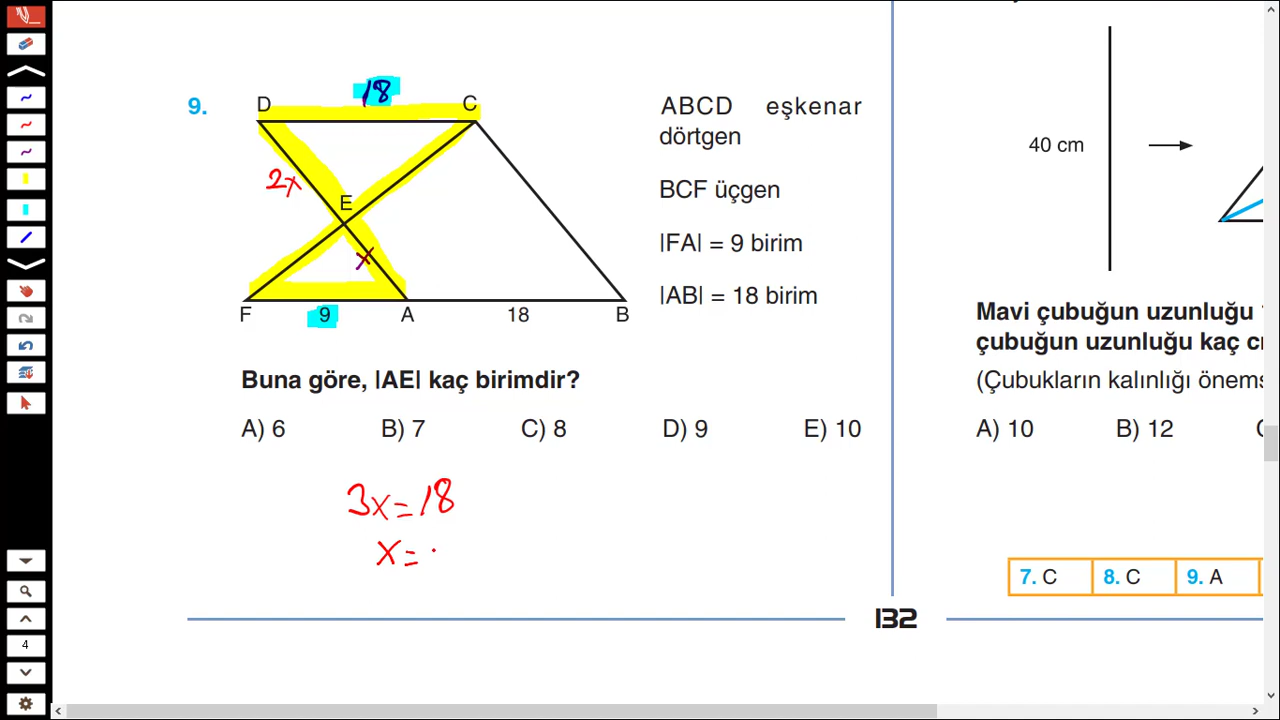 9.
18
D C
2x
E
x
F 9 A 18 B
ABCD eşkenar
dörtgen
BCF üçgen
|FA| = 9 birim
|AB| = 18 birim
Buna göre, |AE| kaç birimdir?
A) 6 B) 7 C) 8 D) 9 E) 10
3x = 18
x =
40 cm
Mavi çubuğun uzunluğu
çubuğun uzunluğu kaç
(Çubukların kalınlığı
A) 10 B) 12
7. C 8. C 9. A
132
4